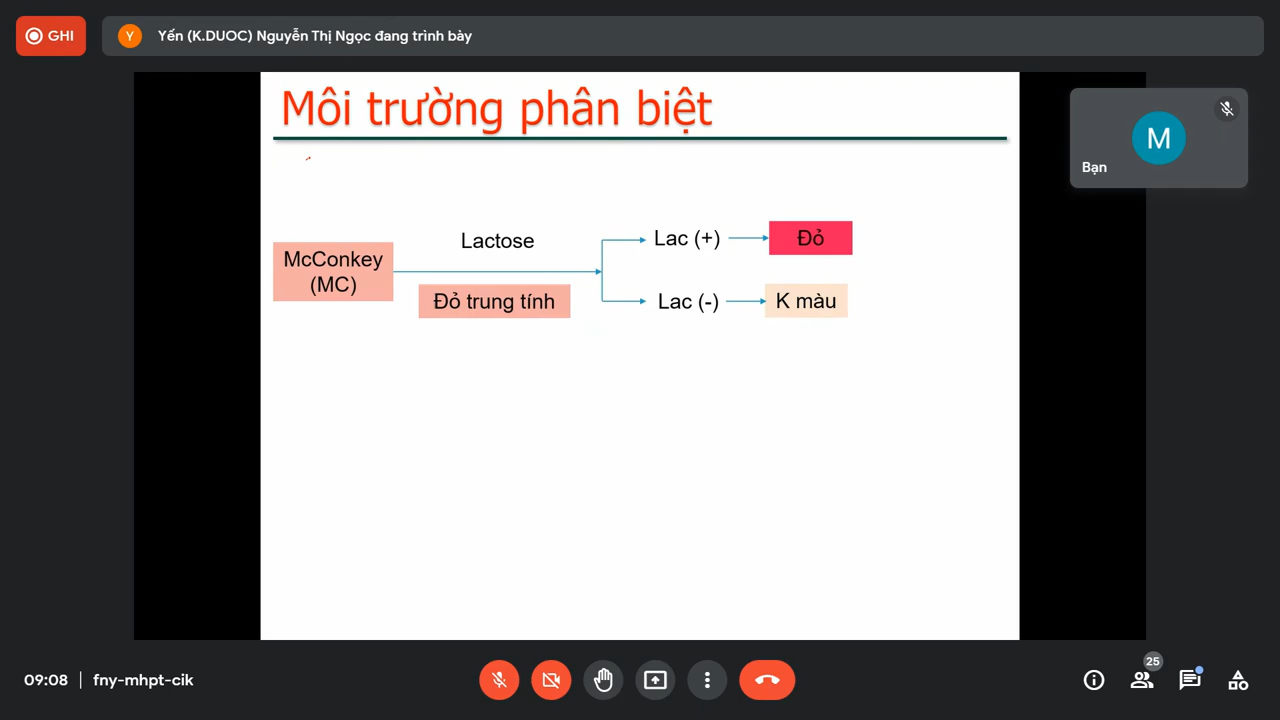 GHI
Y
Yến (K.DUOC) Nguyễn Thị Ngọc đang trình bày
Môi trường phân biệt
M
Bạn
McConkey
(MC)
Lactose
Đỏ trung tính
Lac (+)
Đỏ
Lac (-)
K màu
09:08
fny-mhpt-cik
25